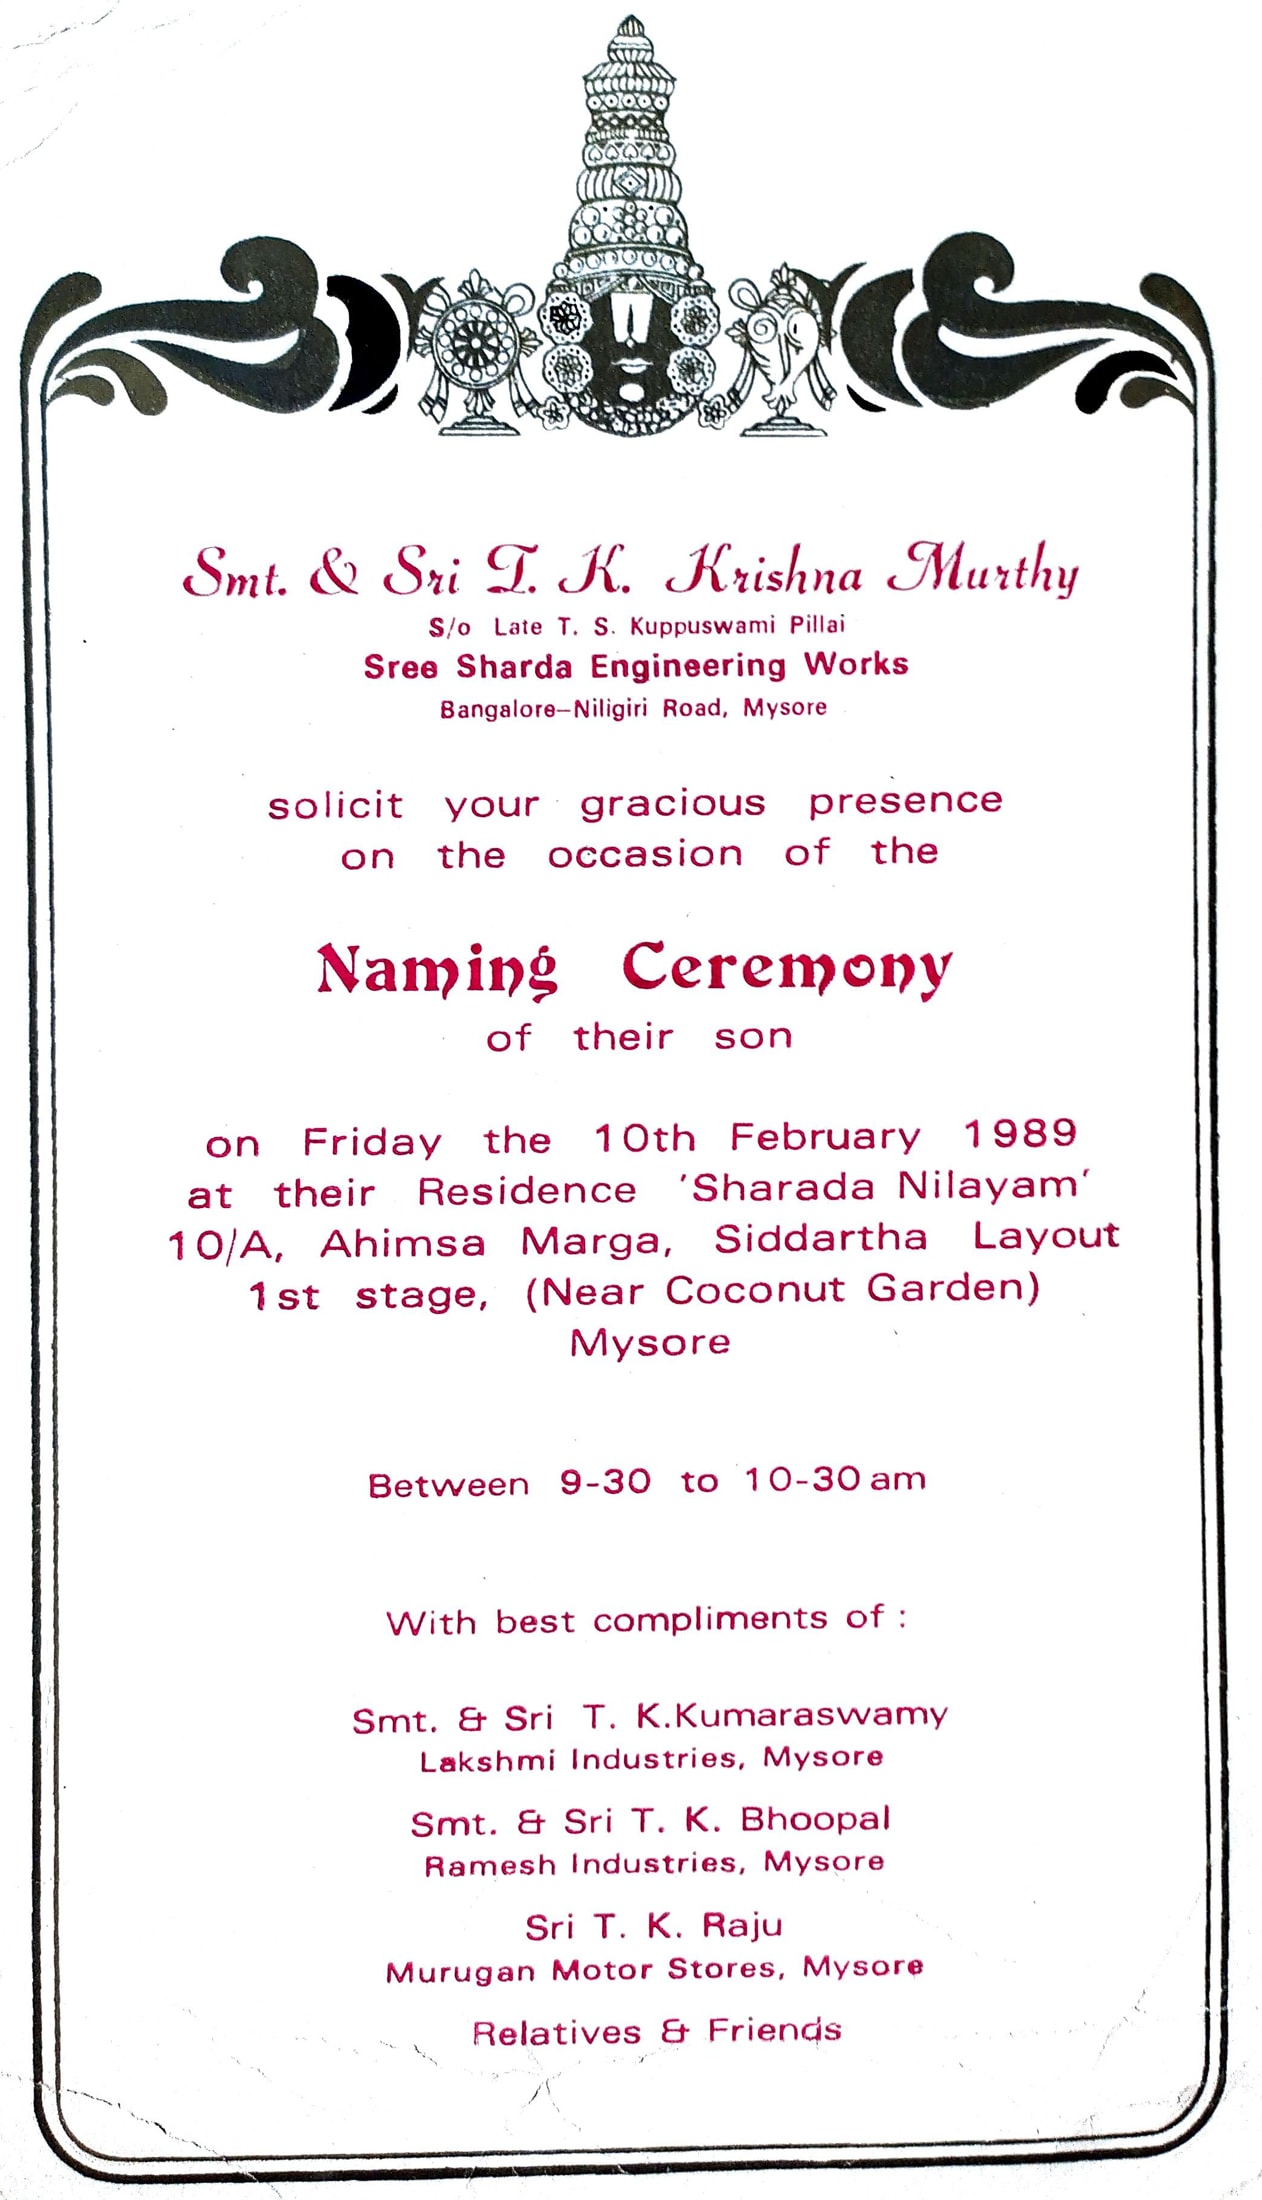 Smt. & Sri T. K. Krishna Murthy
S/o Late T. S. Kuppuswami Pillai
Sree Sharda Engineering Works
Bangalore-Niligiri Road, Mysore
solicit your gracious presence
on the occasion of the
Naming Ceremony
of their son
on Friday the 10th February 1989
at their Residence 'Sharada Nilayam'
10/A, Ahimsa Marga, Siddartha Layout
1st stage, (Near Coconut Garden)
Mysore
Between 9-30 to 10-30 am
With best compliments of :
Smt. & Sri T. K.Kumaraswamy
Lakshmi Industries, Mysore
Smt. & Sri T. K. Bhoopal
Ramesh Industries, Mysore
Sri T. K. Raju
Murugan Motor Stores, Mysore
Relatives & Friends